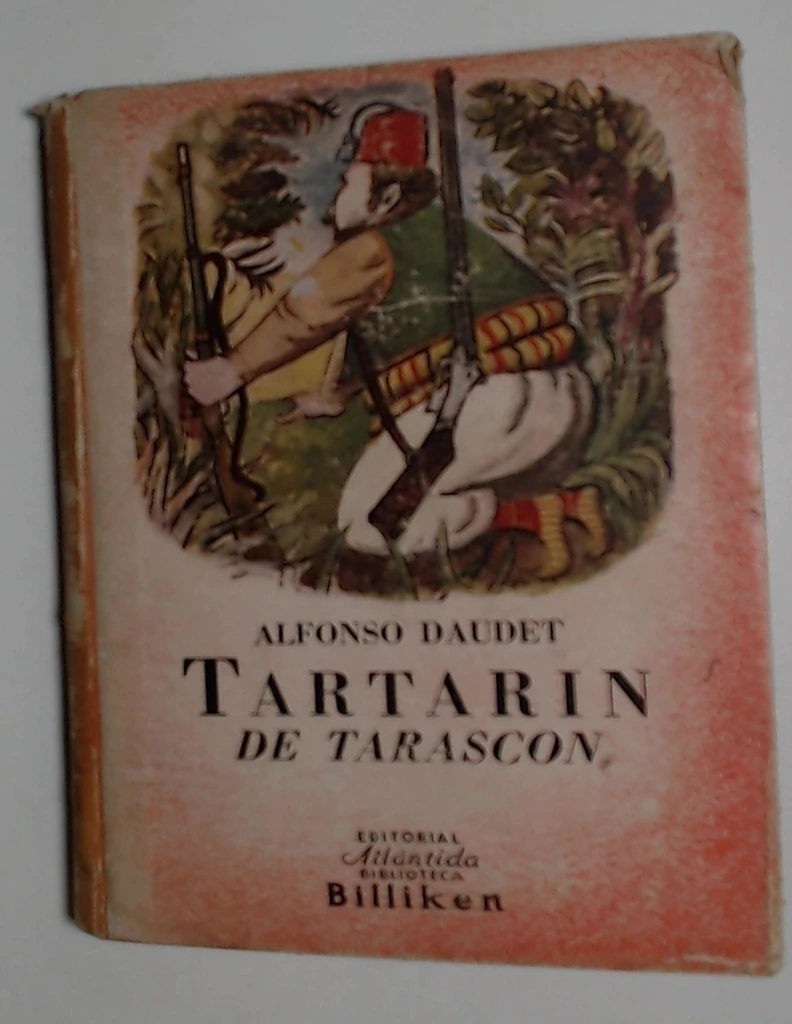 ALFONSO DAUDET
TARTARIN
DE TARASCON
EDITORIAL
Atlántida
BIBLIOTECA
Billiken